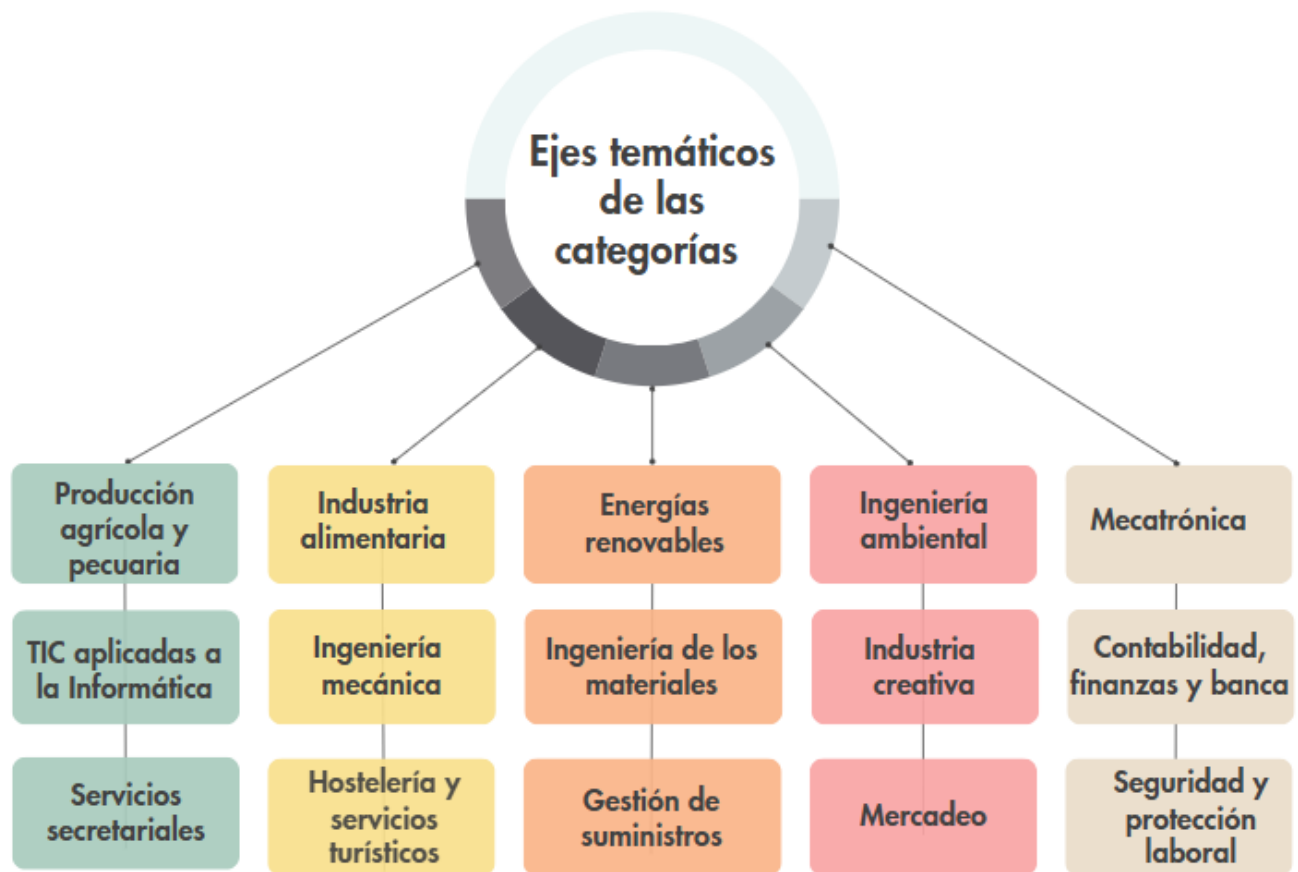 Ejes temáticos
de las
categorías
Producción
agrícola y
pecuaria
Industria
alimentaria
Energías
renovables
Ingeniería
ambiental
Mecatrónica
TIC aplicadas a
la Informática
Ingeniería
mecánica
Ingeniería de los
materiales
Industria
creativa
Contabilidad,
finanzas y banca
Servicios
secretariales
Hostelería y
servicios
turísticos
Gestión de
suministros
Mercadeo
Seguridad y
protección
laboral